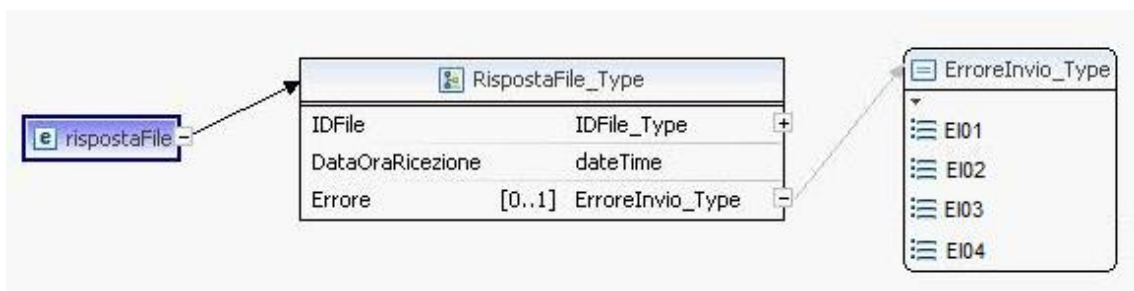 e rispostaFile
RispostaFile_Type
IDFile IDFile_Type
DataOraRicezione dateTime
Errore [0..1] ErroreInvio_Type
ErroreInvio_Type
EI01
EI02
EI03
EI04